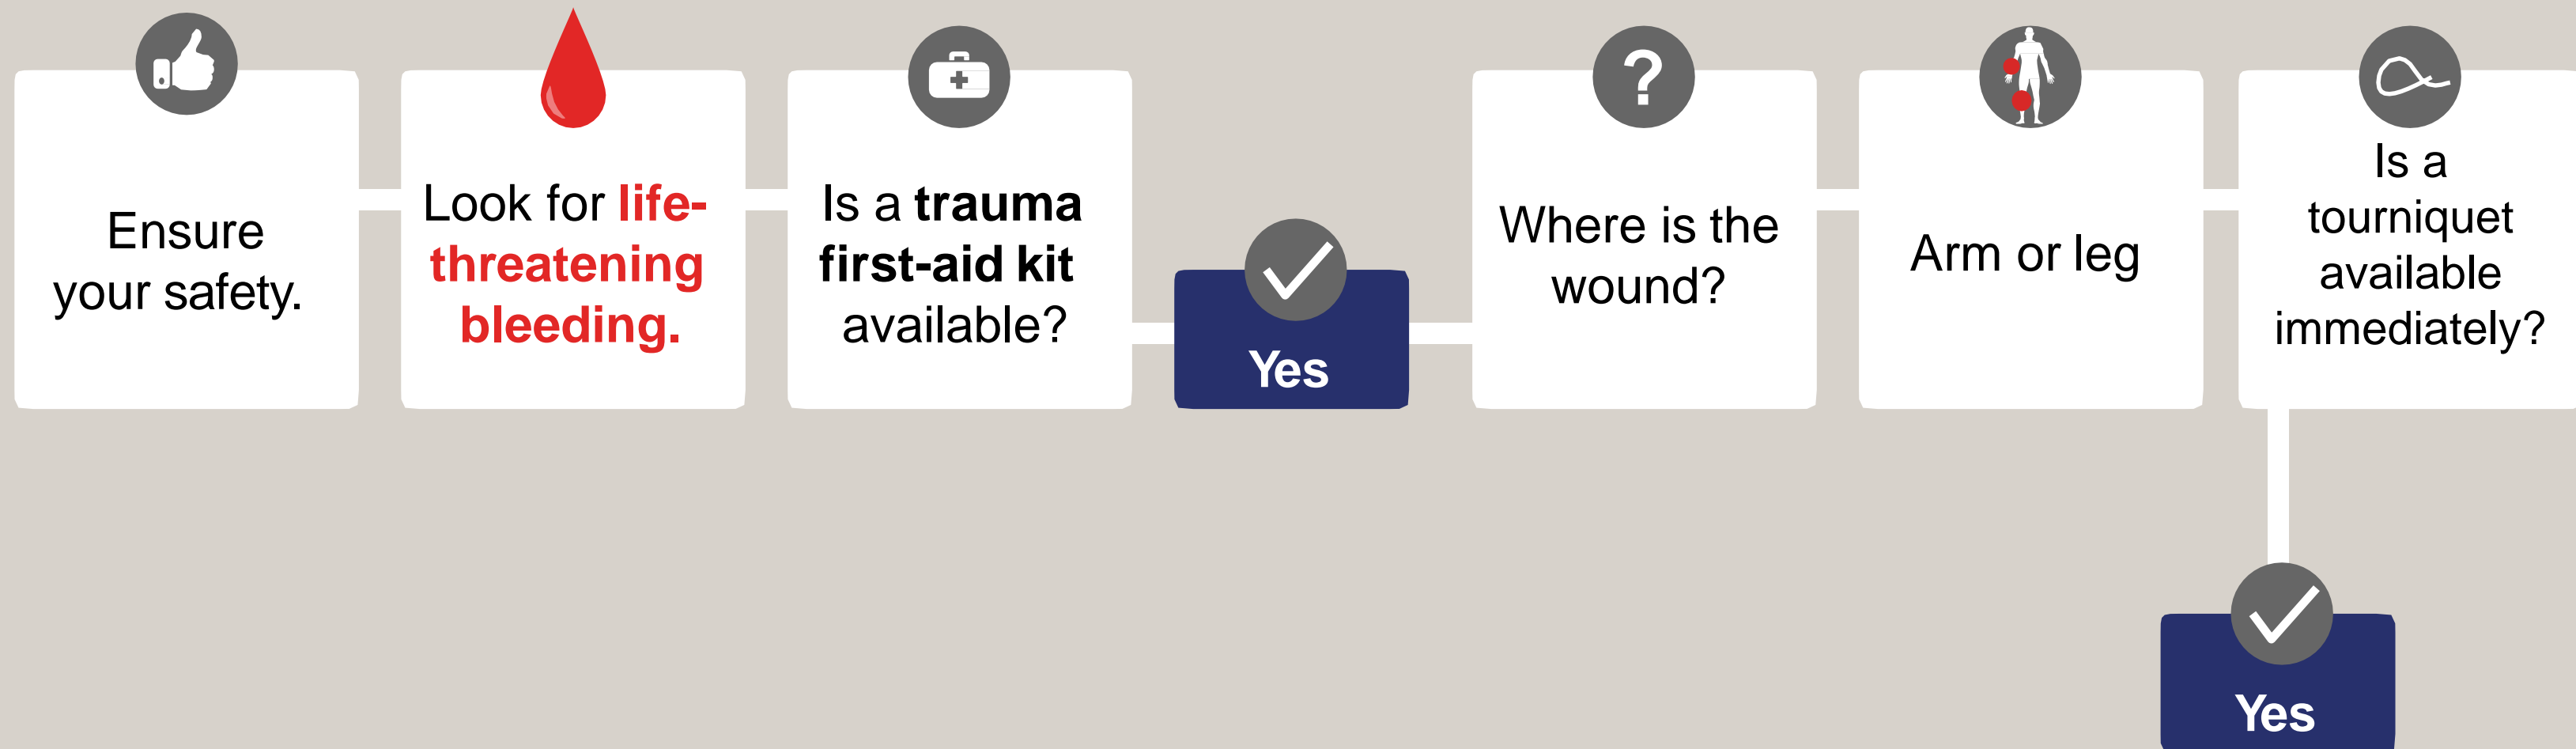 Ensure
your safety.
Look for life-
threatening
bleeding.
Is a trauma
first-aid kit
available?
Yes
?
Where is the
wound?
Arm or leg
Is a
tourniquet
available
immediately?
Yes